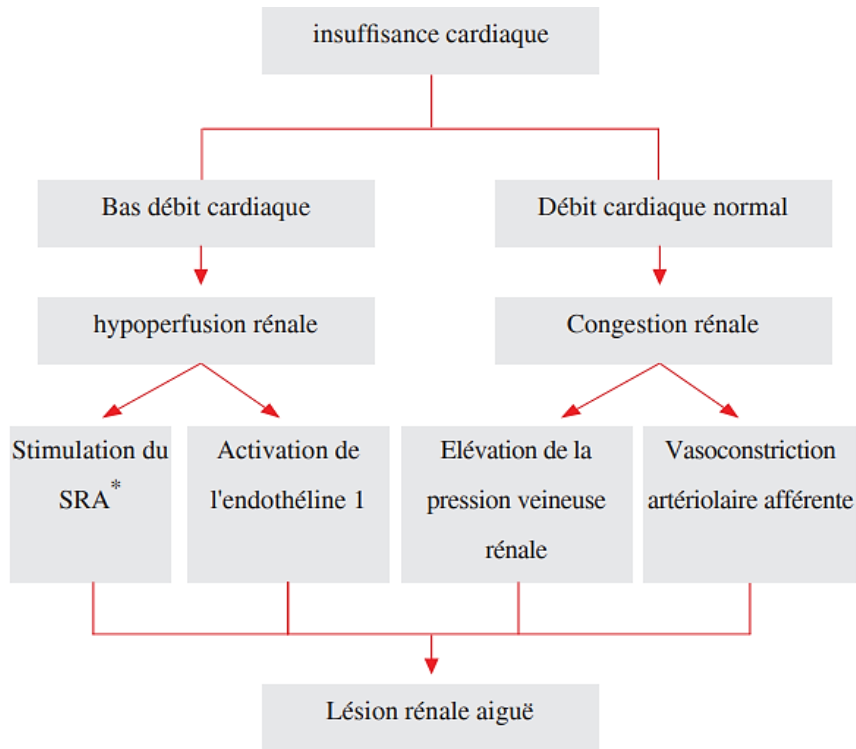 insuffisance cardiaque
Bas débit cardiaque
Débit cardiaque normal
hypoperfusion rénale
Congestion rénale
Stimulation du
SRA*
Activation de
l'endothéline 1
Elévation de la
pression veineuse
rénale
Vasoconstriction
artériolaire afférente
Lésion rénale aiguë